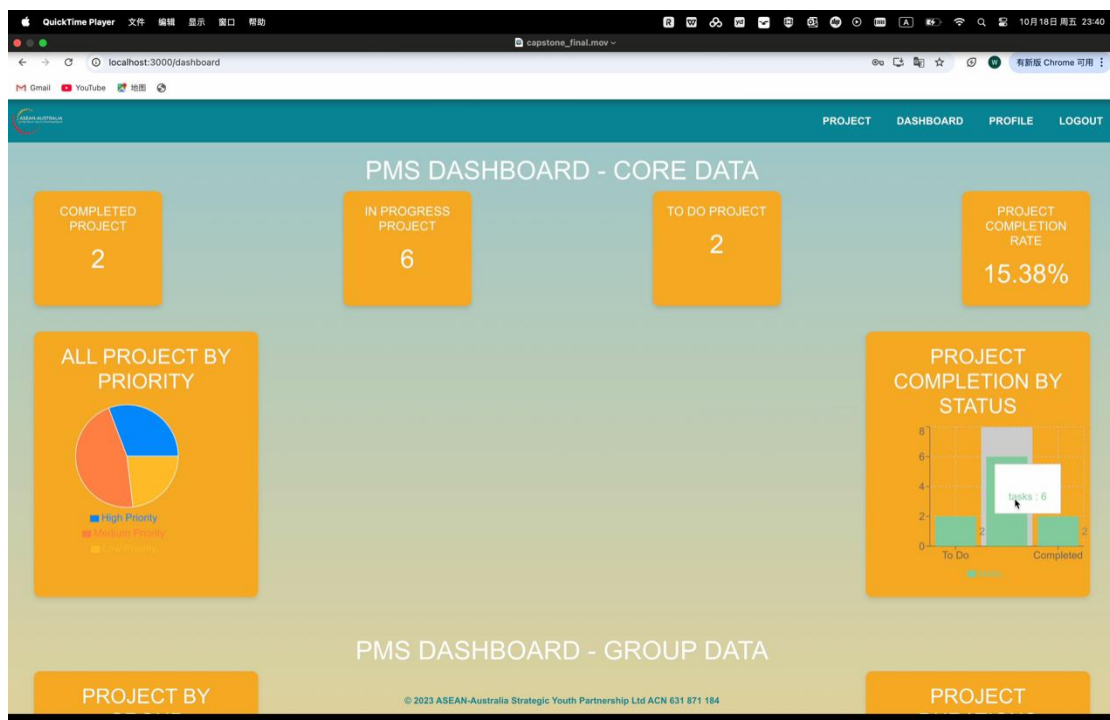 QuickTime Player 文件 编辑 显示 窗口 帮助
10月18日 周五 23:40
capstone_final.mov
localhost:3000/dashboard
有新版 Chrome 可用
Gmail YouTube 地图
ASEAN-AUSTRALIA
PROJECT DASHBOARD PROFILE LOGOUT
PMS DASHBOARD - CORE DATA
COMPLETED
PROJECT
2
IN PROGRESS
PROJECT
6
TO DO PROJECT
2
PROJECT
COMPLETION
RATE
15.38%
ALL PROJECT BY
PRIORITY
High Priority
Medium Priority
Low Priority
PROJECT
COMPLETION BY
STATUS
8
6
4
2
0
tasks : 6
2
2
To Do Completed
PMS DASHBOARD - GROUP DATA
PROJECT BY
© 2023 ASEAN-Australia Strategic Youth Partnership Ltd ACN 631 871 184
PROJECT